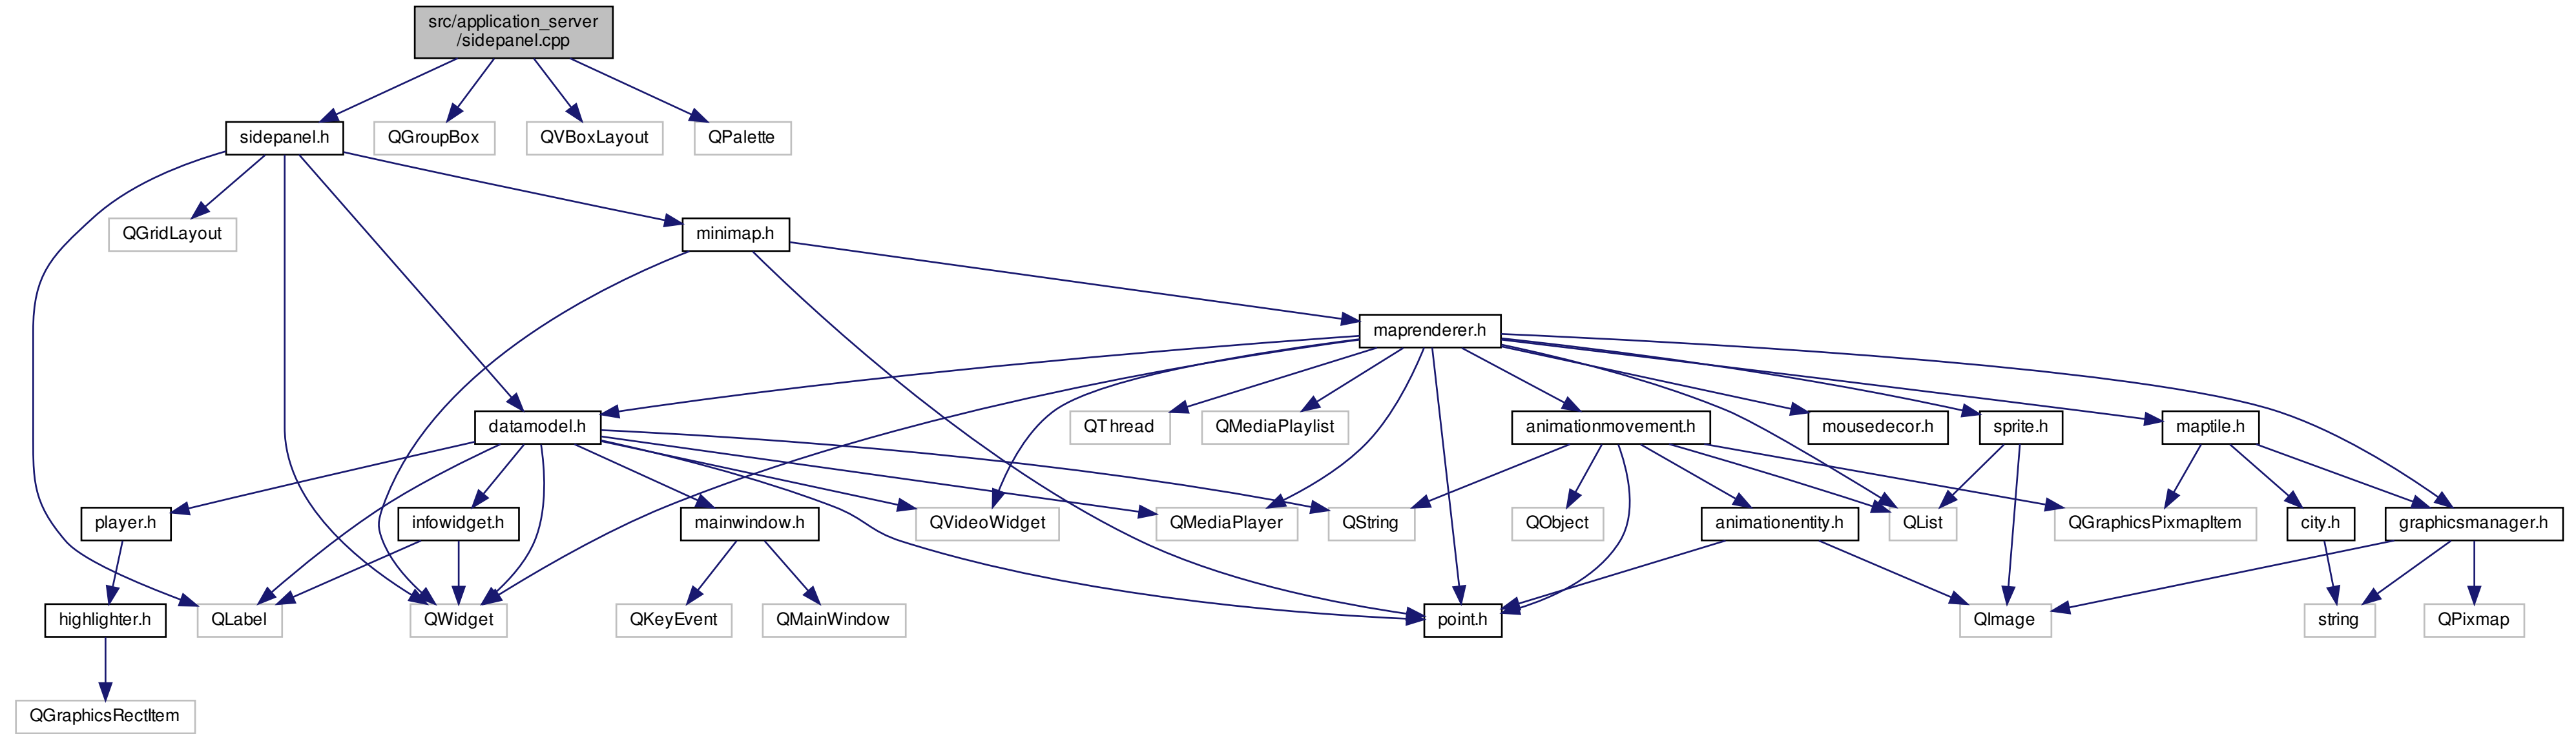 src/application_server
/sidepanel.cpp
sidepanel.h
QGroupBox
QVBoxLayout
QPalette
QGridLayout
minimap.h
maprenderer.h
datamodel.h
QThread
QMediaPlaylist
animationmovement.h
mousedecor.h
sprite.h
maptile.h
player.h
infowidget.h
mainwindow.h
QVideoWidget
QMediaPlayer
QString
QObject
animationentity.h
QList
QGraphicsPixmapItem
city.h
graphicsmanager.h
highlighter.h
QLabel
QWidget
QKeyEvent
QMainWindow
point.h
QImage
string
QPixmap
QGraphicsRectItem